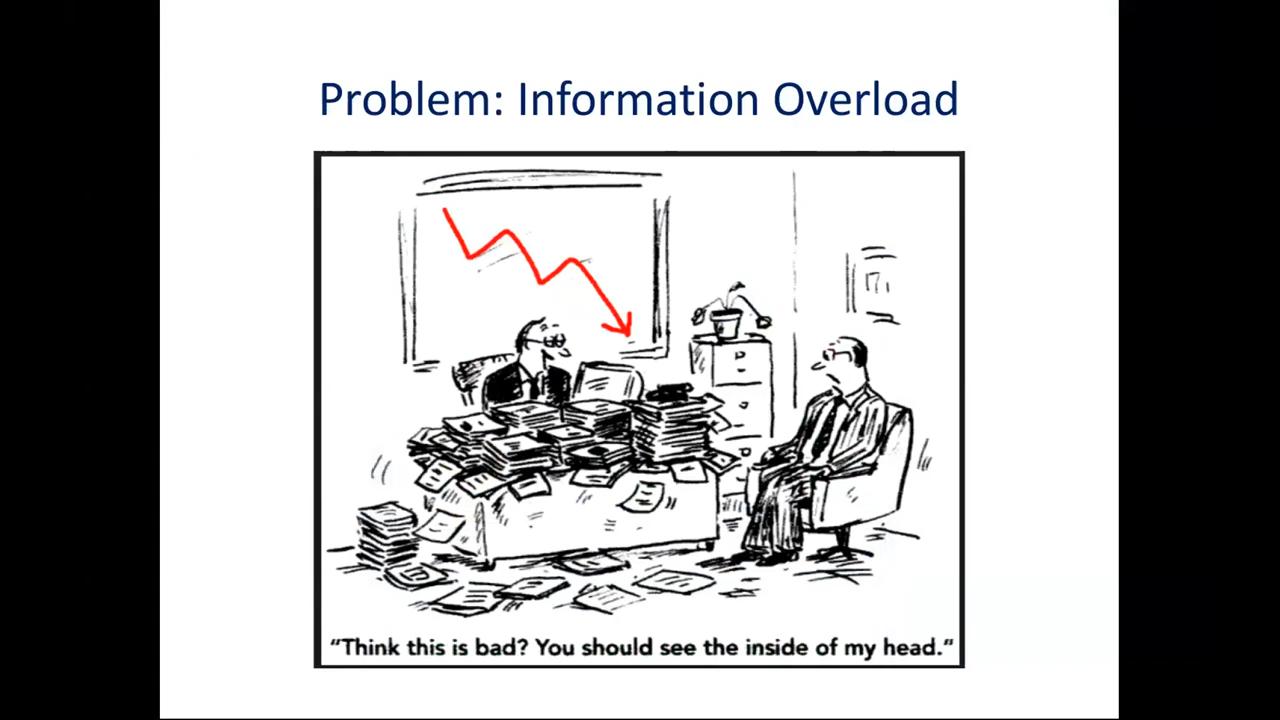 Problem: Information Overload
“Think this is bad? You should see the inside of my head.“